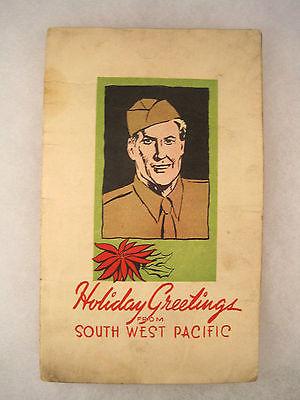 Holiday Greetings
FROM
SOUTH WEST PACIFIC